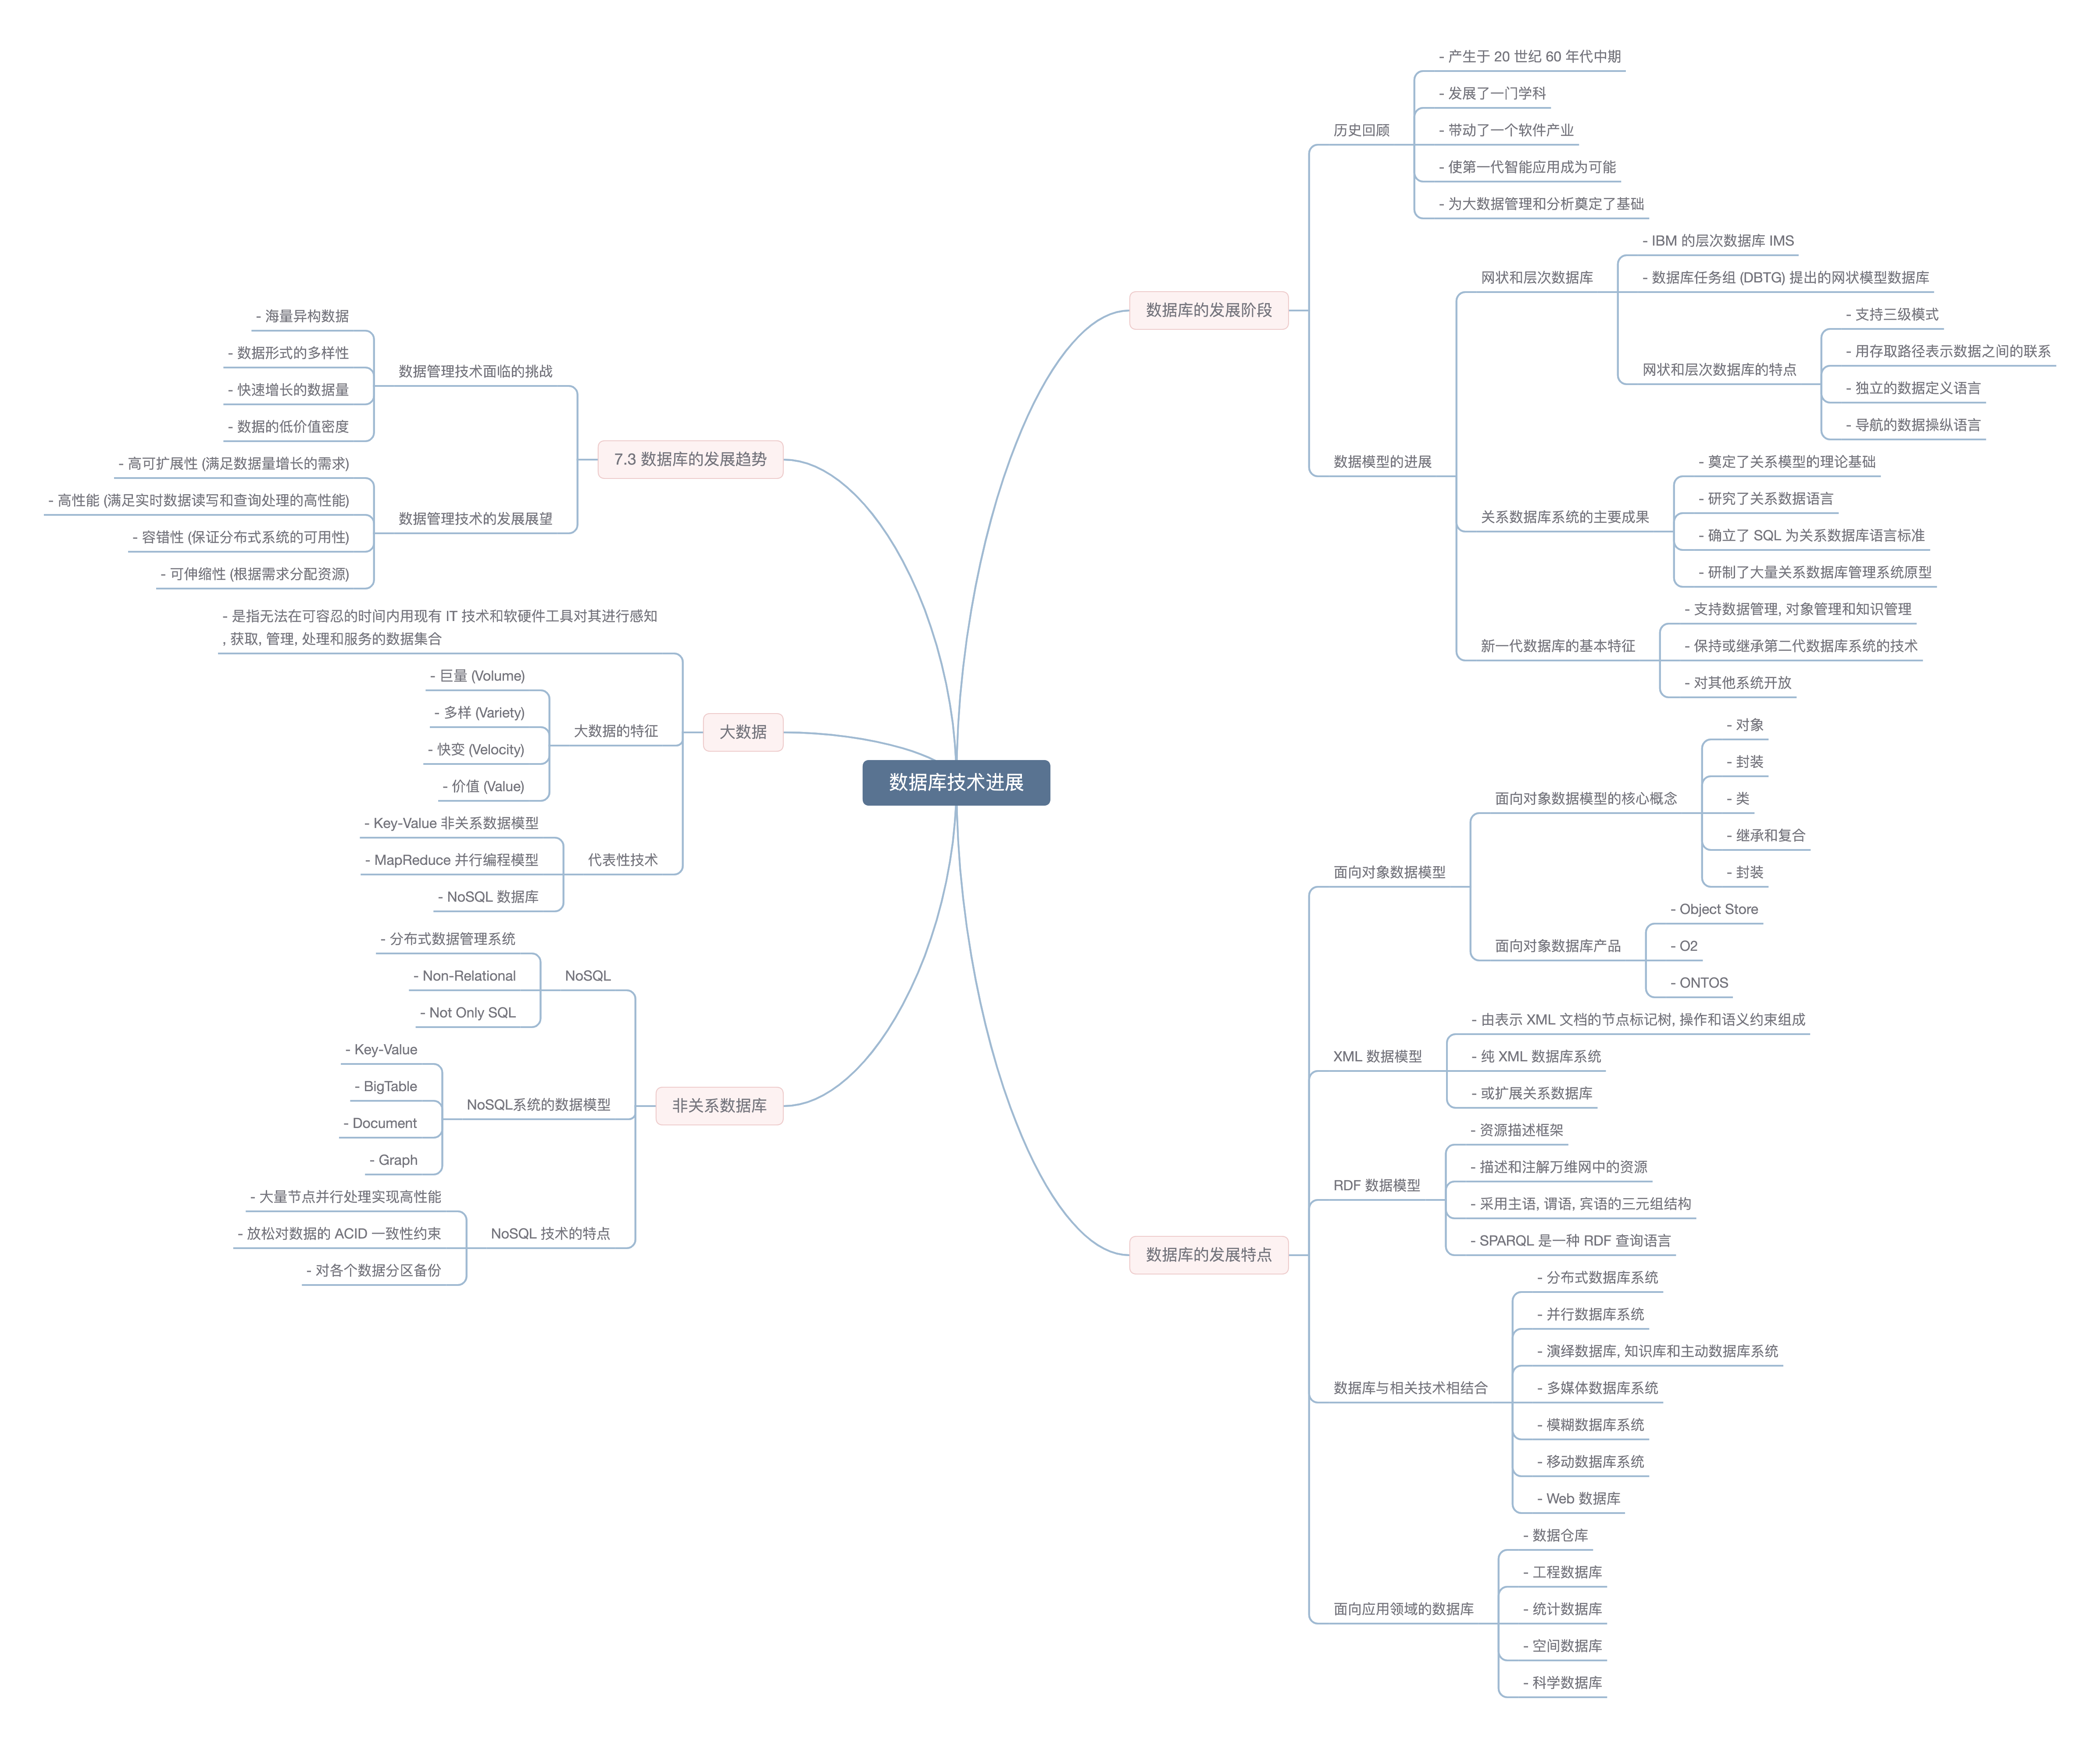 数据库技术进展
数据库的发展阶段
历史回顾
- 产生于 20 世纪 60 年代中期
- 发展了一门学科
- 带动了一个软件产业
- 使第一代智能应用成为可能
- 为大数据管理和分析奠定了基础
数据模型的进展
网状和层次数据库
- IBM 的层次数据库 IMS
- 数据库任务组 (DBTG) 提出的网状模型数据库
网状和层次数据库的特点
- 支持三级模式
- 用存取路径表示数据之间的联系
- 独立的数据定义语言
- 导航的数据操纵语言
关系数据库系统的主要成果
- 奠定了关系模型的理论基础
- 研究了关系数据语言
- 确立了 SQL 为关系数据库语言标准
- 研制了大量关系数据库管理系统原型
新一代数据库的基本特征
- 支持数据管理, 对象管理和知识管理
- 保持或继承第二代数据库系统的技术
- 对其他系统开放
数据库的发展特点
面向对象数据模型
面向对象数据模型的核心概念
- 对象
- 封装
- 类
- 继承和复合
- 封装
面向对象数据库产品
- Object Store
- O2
- ONTOS
XML 数据模型
- 由表示 XML 文档的节点标记树, 操作和语义约束组成
- 纯 XML 数据库系统
- 或扩展关系数据库
RDF 数据模型
- 资源描述框架
- 描述和注解万维网中的资源
- 采用主语, 谓语, 宾语的三元组结构
- SPARQL 是一种 RDF 查询语言
数据库与相关技术相结合
- 分布式数据库系统
- 并行数据库系统
- 演绎数据库, 知识库和主动数据库系统
- 多媒体数据库系统
- 模糊数据库系统
- 移动数据库系统
- Web 数据库
面向应用领域的数据库
- 数据仓库
- 工程数据库
- 统计数据库
- 空间数据库
- 科学数据库
7.3 数据库的发展趋势
数据管理技术面临的挑战
- 海量异构数据
- 数据形式的多样性
- 快速增长的数据量
- 数据的低价值密度
数据管理技术的发展展望
- 高可扩展性 (满足数据量增长的需求)
- 高性能 (满足实时数据读写和查询处理的高性能)
- 容错性 (保证分布式系统的可用性)
- 可伸缩性 (根据需求分配资源)
大数据
- 是指无法在可容忍的时间内用现有 IT 技术和软硬件工具对其进行感知
, 获取, 管理, 处理和服务的数据集合
大数据的特征
- 巨量 (Volume)
- 多样 (Variety)
- 快变 (Velocity)
- 价值 (Value)
代表性技术
- Key-Value 非关系数据模型
- MapReduce 并行编程模型
- NoSQL 数据库
非关系数据库
NoSQL
- 分布式数据管理系统
- Non-Relational
- Not Only SQL
NoSQL系统的数据模型
- Key-Value
- BigTable
- Document
- Graph
NoSQL 技术的特点
- 大量节点并行处理实现高性能
- 放松对数据的 ACID 一致性约束
- 对各个数据分区备份